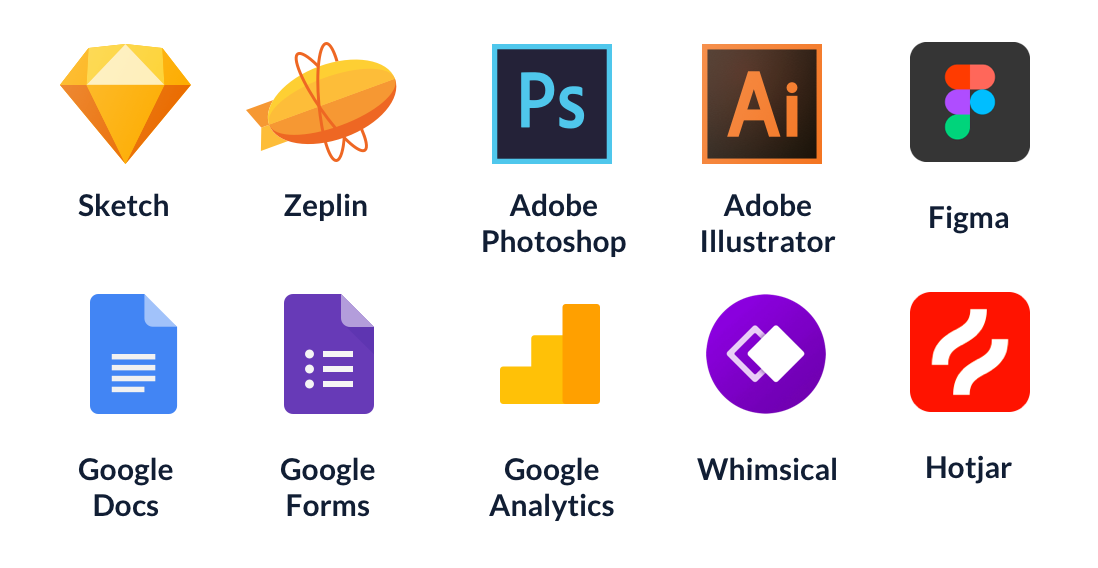 Ps
Ai
Sketch
Zeplin
Adobe
Photoshop
Adobe
Illustrator
Figma
Google
Docs
Google
Forms
Google
Analytics
Whimsical
Hotjar